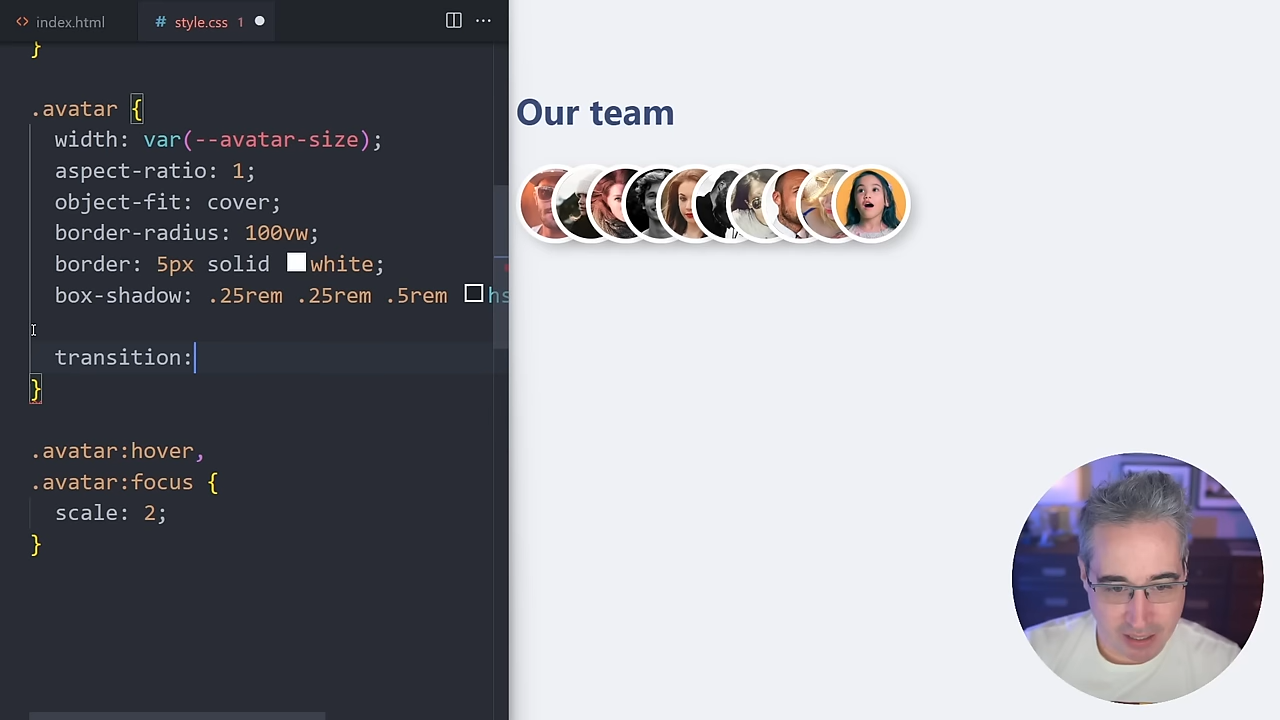 <> index.html # style.css 1 ● ···
}
.avatar {
width: var(--avatar-size);
aspect-ratio: 1;
object-fit: cover;
border-radius: 100vw;
border: 5px solid white;
box-shadow: .25rem .25rem .5rem hs
transition:
}
.avatar:hover,
.avatar:focus {
scale: 2;
}
Our team